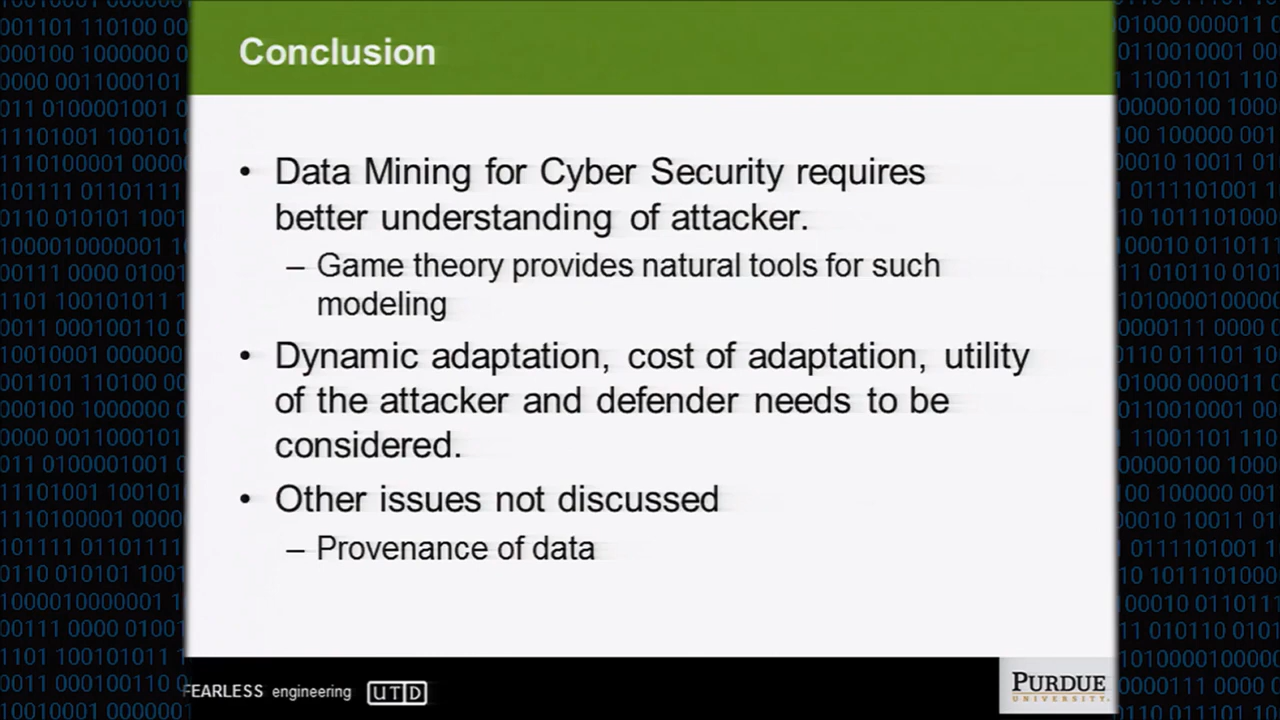 Conclusion
• Data Mining for Cyber Security requires
better understanding of attacker.
– Game theory provides natural tools for such
modeling
• Dynamic adaptation, cost of adaptation, utility
of the attacker and defender needs to be
considered.
• Other issues not discussed
– Provenance of data
FEARLESS engineering UTD
PURDUE
UNIVERSITY